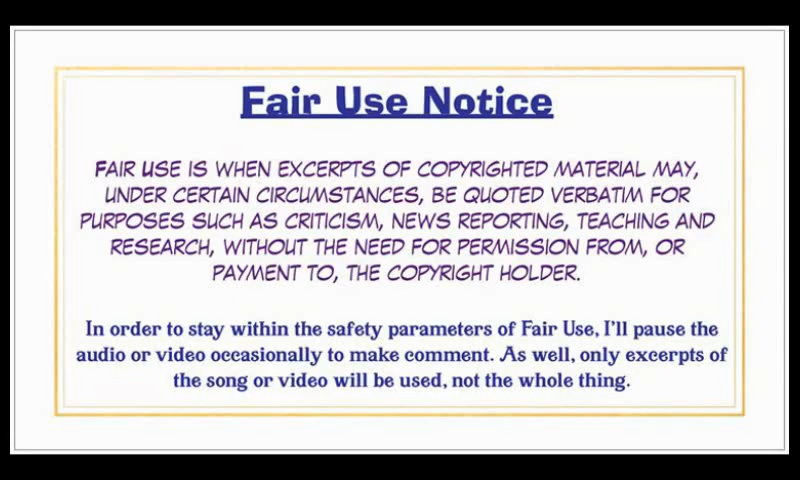 Fair Use Notice
FAIR USE IS WHEN EXCERPTS OF COPYRIGHTED MATERIAL MAY,
UNDER CERTAIN CIRCUMSTANCES, BE QUOTED VERBATIM FOR
PURPOSES SUCH AS CRITICISM, NEWS REPORTING, TEACHING AND
RESEARCH, WITHOUT THE NEED FOR PERMISSION FROM, OR
PAYMENT TO, THE COPYRIGHT HOLDER.
In order to stay within the safety parameters of Fair Use, I'll pause the
audio or video occasionally to make comment. As well, only excerpts of
the song or video will be used, not the whole thing.